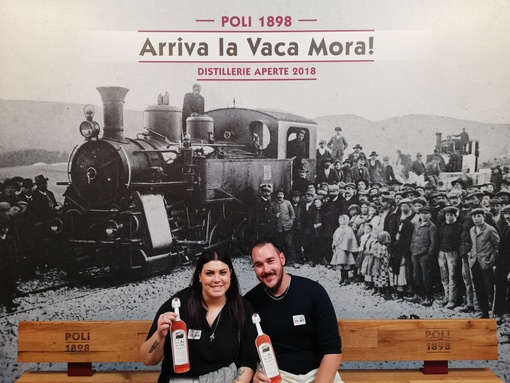 POLI 1898
Arriva la Vaca Mora!
DISTILLERIE APERTE 2018
POLI
1898
POLI
1898